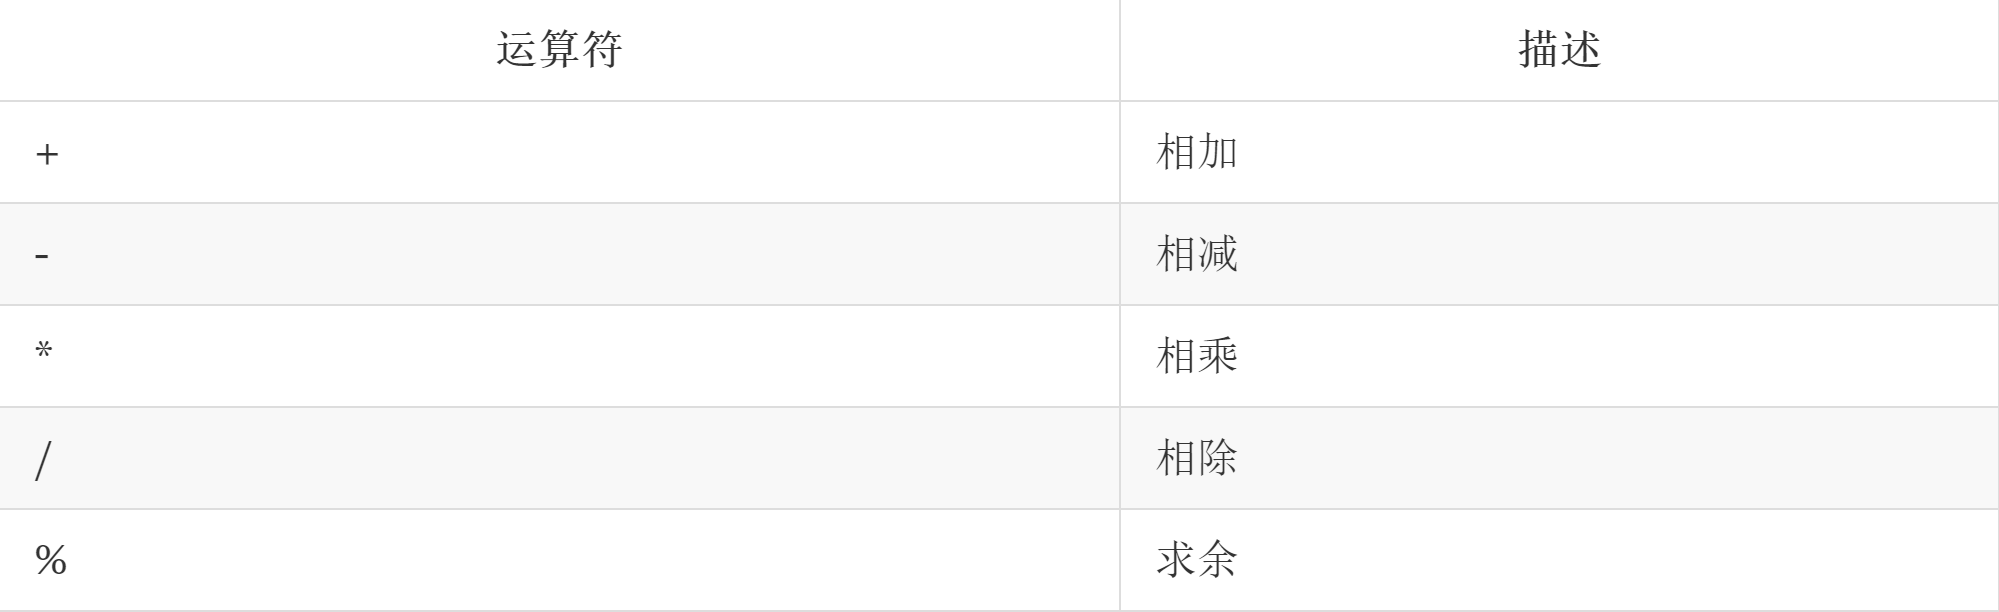 运算符 描述
+ 相加
- 相减
* 相乘
/ 相除
% 求余